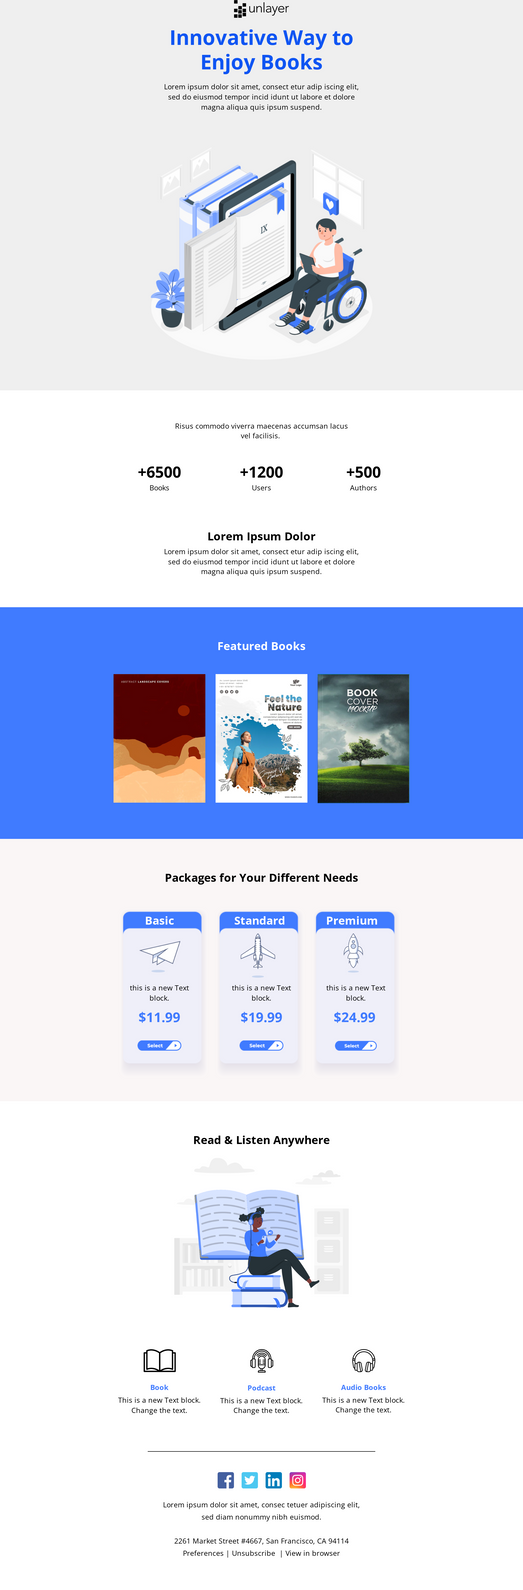 unlayer
Innovative Way to
Enjoy Books
Lorem ipsum dolor sit amet, consect etur adip iscing elit,
sed do eiusmod tempor incid idunt ut labore et dolore
magna aliqua quis ipsum suspend.
IX
Risus commodo viverra maecenas accumsan lacus
vel facilisis.
+6500
Books
+1200
Users
+500
Authors
Lorem Ipsum Dolor
Lorem ipsum dolor sit amet, consect etur adip iscing elit,
sed do eiusmod tempor incid idunt ut labore et dolore
magna aliqua quis ipsum suspend.
Featured Books
ABSTRACT LANDSCAPE COVERS
Feel the
Nature
BOOK
COVER
MOCKUP
Packages for Your Different Needs
Basic
this is a new Text
block.
$11.99
Select
Standard
this is a new Text
block.
$19.99
Select
Premium
this is a new Text
block.
$24.99
Select
Read & Listen Anywhere
Book
This is a new Text block.
Change the text.
Podcast
This is a new Text block.
Change the text.
Audio Books
This is a new Text block.
Change the text.
Lorem ipsum dolor sit amet, consec tetuer adipiscing elit,
sed diam nonummy nibh euismod.
2261 Market Street #4667, San Francisco, CA 94114
Preferences | Unsubscribe | View in browser